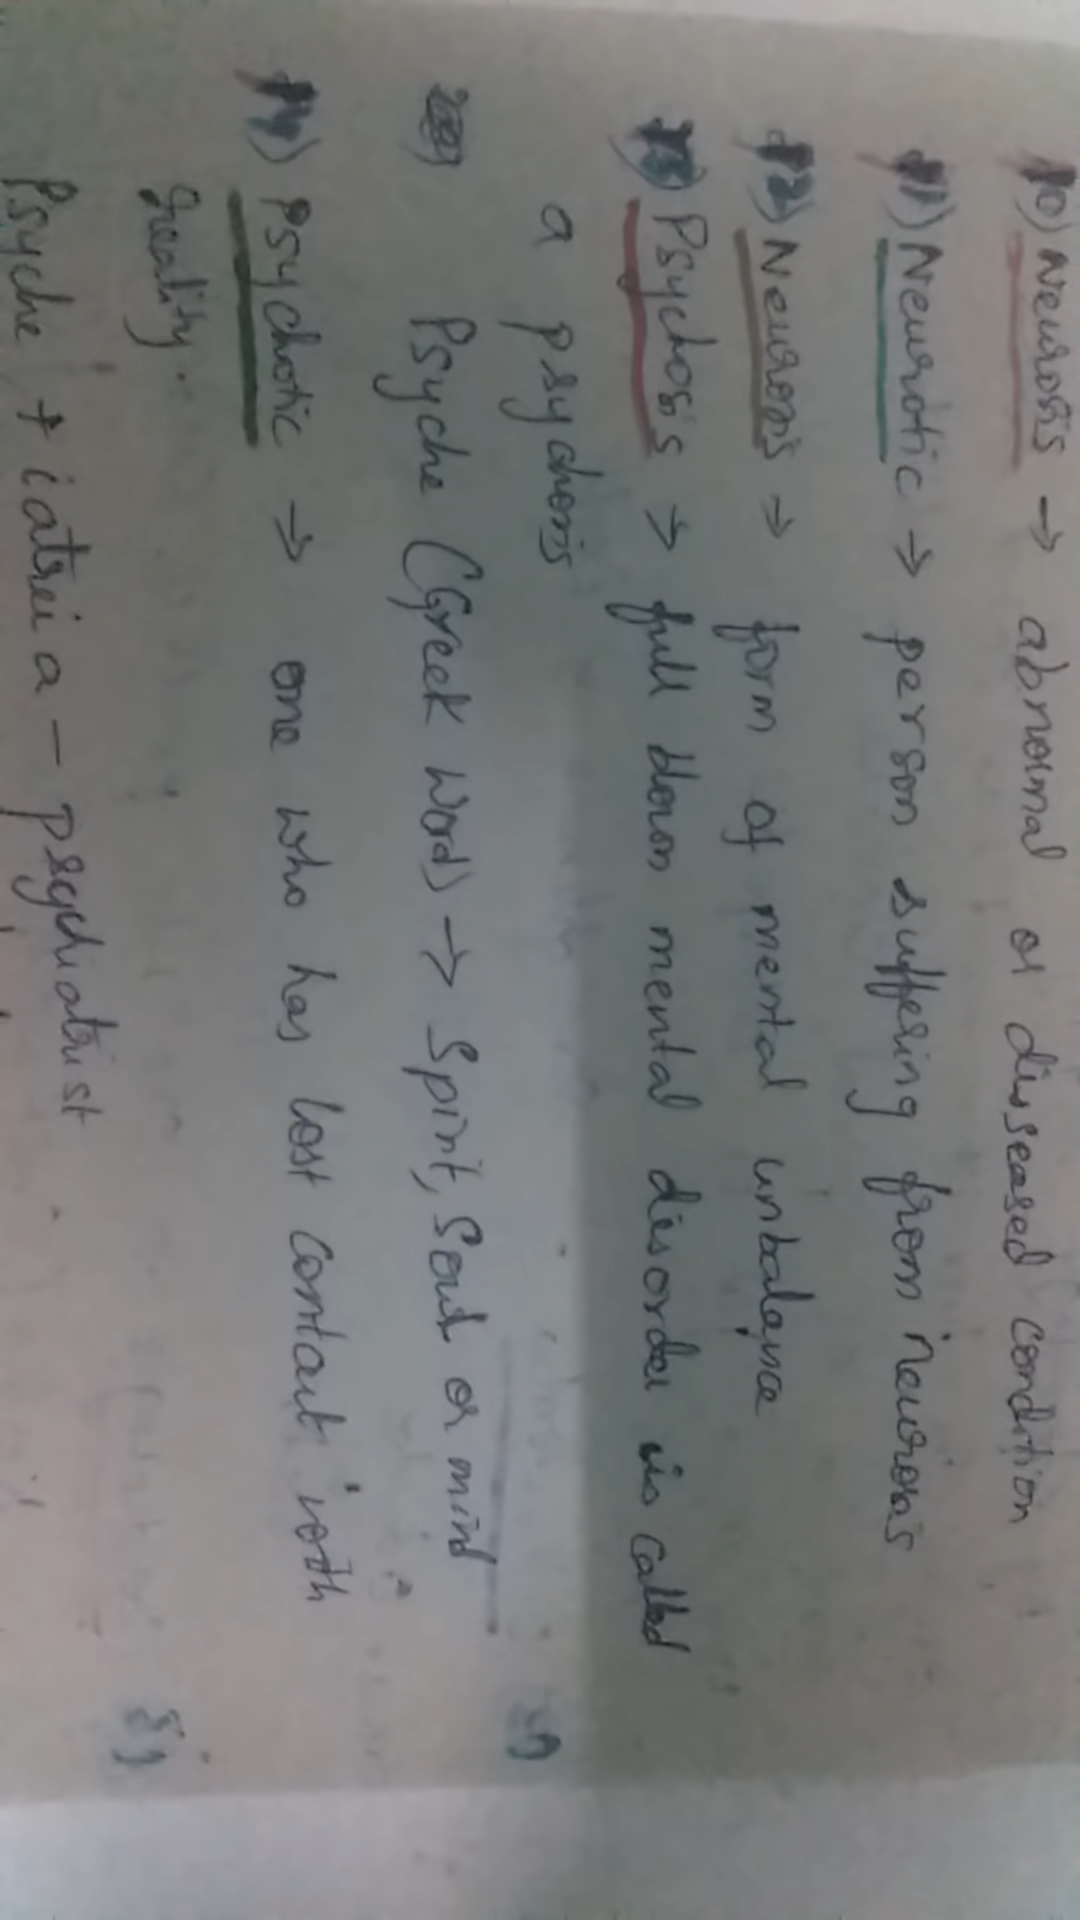 10) Neurosis → abnormal or diseased condition
11) Neurotic → person suffering from neurosis
12) Neurosis → form of mental unbalance
13) Psychosis → full blown mental disorder is called
a psychosis
Psyche (Greek word) → Spirit, Soul or mind
14) Psychotic → one who has lost contact with
reality.
Psyche + iatreia - psychiatrist